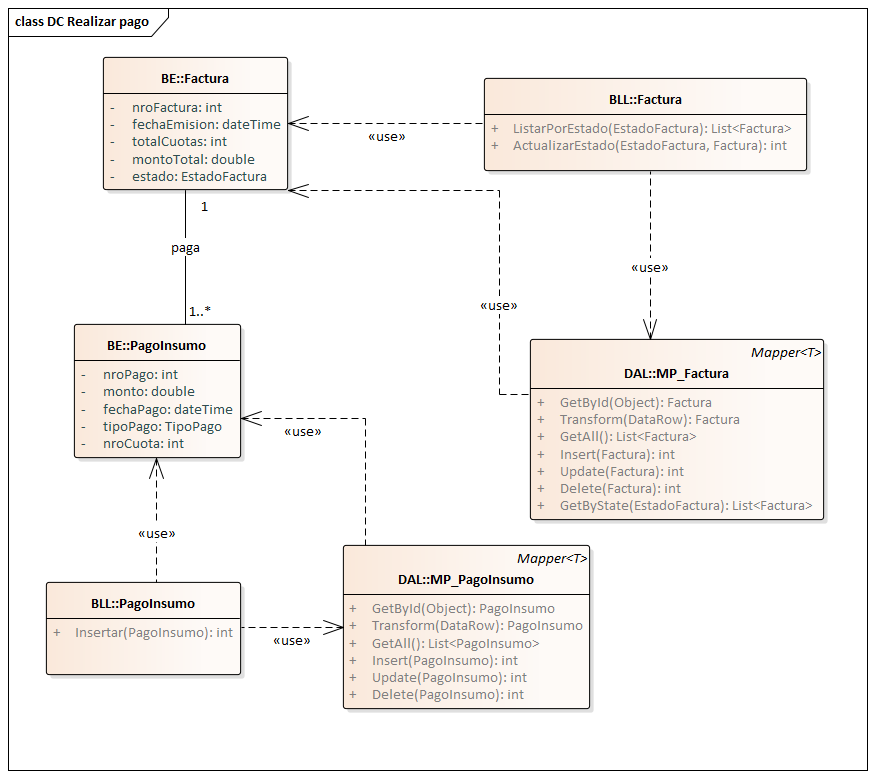 class DC Realizar pago
BE::Factura
- nroFactura: int
- fechaEmision: dateTime
- totalCuotas: int
- montoTotal: double
- estado: EstadoFactura
BLL::Factura
+ ListarPorEstado(EstadoFactura): List<Factura>
+ ActualizarEstado(EstadoFactura, Factura): int
«use»
1
paga
1..*
«use»
«use»
BE::PagoInsumo
- nroPago: int
- monto: double
- fechaPago: dateTime
- tipoPago: TipoPago
- nroCuota: int
Mapper<T>
DAL::MP_Factura
+ GetById(Object): Factura
+ Transform(DataRow): Factura
+ GetAll(): List<Factura>
+ Insert(Factura): int
+ Update(Factura): int
+ Delete(Factura): int
+ GetByState(EstadoFactura): List<Factura>
«use»
«use»
BLL::PagoInsumo
+ Insertar(PagoInsumo): int
«use»
Mapper<T>
DAL::MP_PagoInsumo
+ GetById(Object): PagoInsumo
+ Transform(DataRow): PagoInsumo
+ GetAll(): List<PagoInsumo>
+ Insert(PagoInsumo): int
+ Update(PagoInsumo): int
+ Delete(PagoInsumo): int